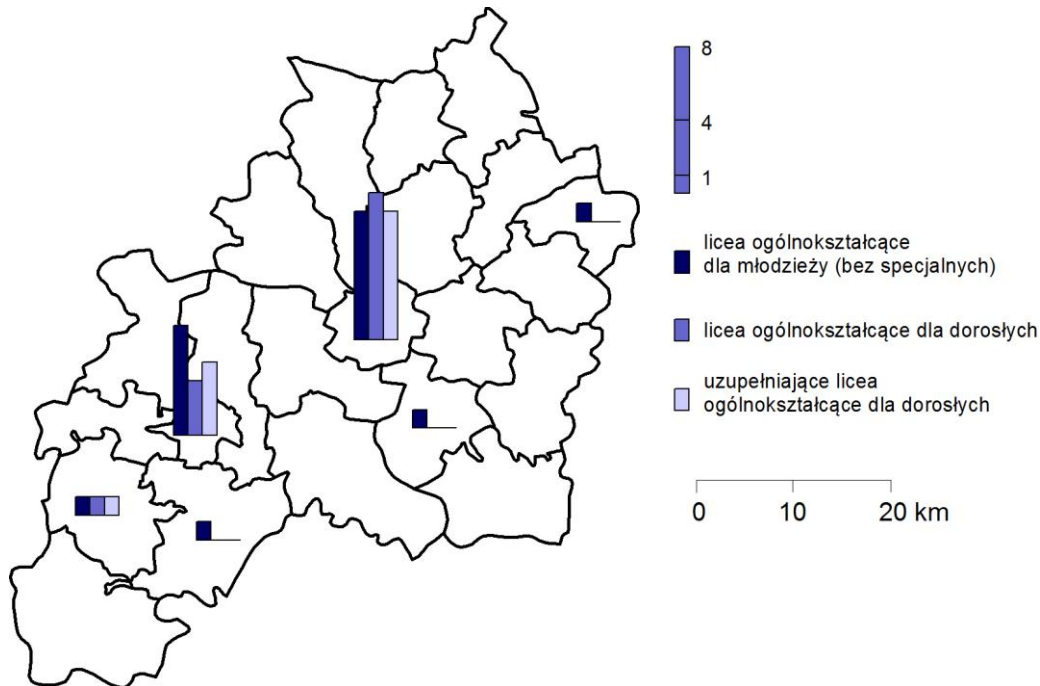 8
4
1
licea ogólnokształcące
dla młodzieży (bez specjalnych)
licea ogólnokształcące dla dorosłych
uzupełniające licea
ogólnokształcące dla dorosłych
0 10 20 km